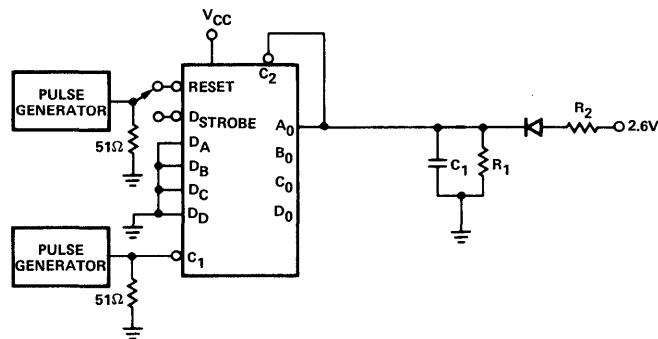 VCC
C2
PULSE
GENERATOR
RESET
51Ω
DSTROBE
DA
DB
DC
DD
A0
B0
C0
D0
C1
R1
R2
2.6V
PULSE
GENERATOR
C1
51Ω